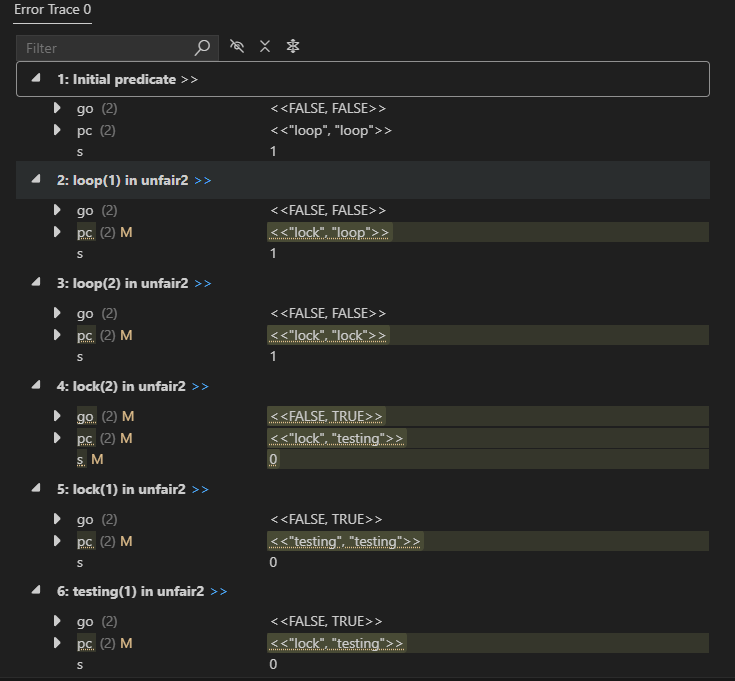 Error Trace 0
Filter
1: Initial predicate >>
go (2) <<FALSE, FALSE>>
pc (2) <<"loop", "loop">>
s 1
2: loop(1) in unfair2 >>
go (2) <<FALSE, FALSE>>
pc (2) M <<"lock", "loop">>
s 1
3: loop(2) in unfair2 >>
go (2) <<FALSE, FALSE>>
pc (2) M <<"lock", "lock">>
s 1
4: lock(2) in unfair2 >>
go (2) M <<FALSE, TRUE>>
pc (2) M <<"lock", "testing">>
s M 0
5: lock(1) in unfair2 >>
go (2) <<FALSE, TRUE>>
pc (2) M <<"testing", "testing">>
s 0
6: testing(1) in unfair2 >>
go (2) <<FALSE, TRUE>>
pc (2) M <<"lock", "testing">>
s 0